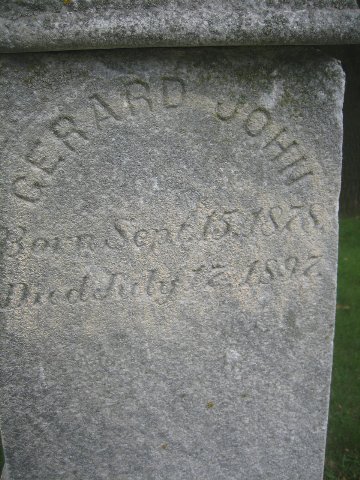 GERARD JOHN
Born Sept. 15, 1878.
Died July 12, 1897.